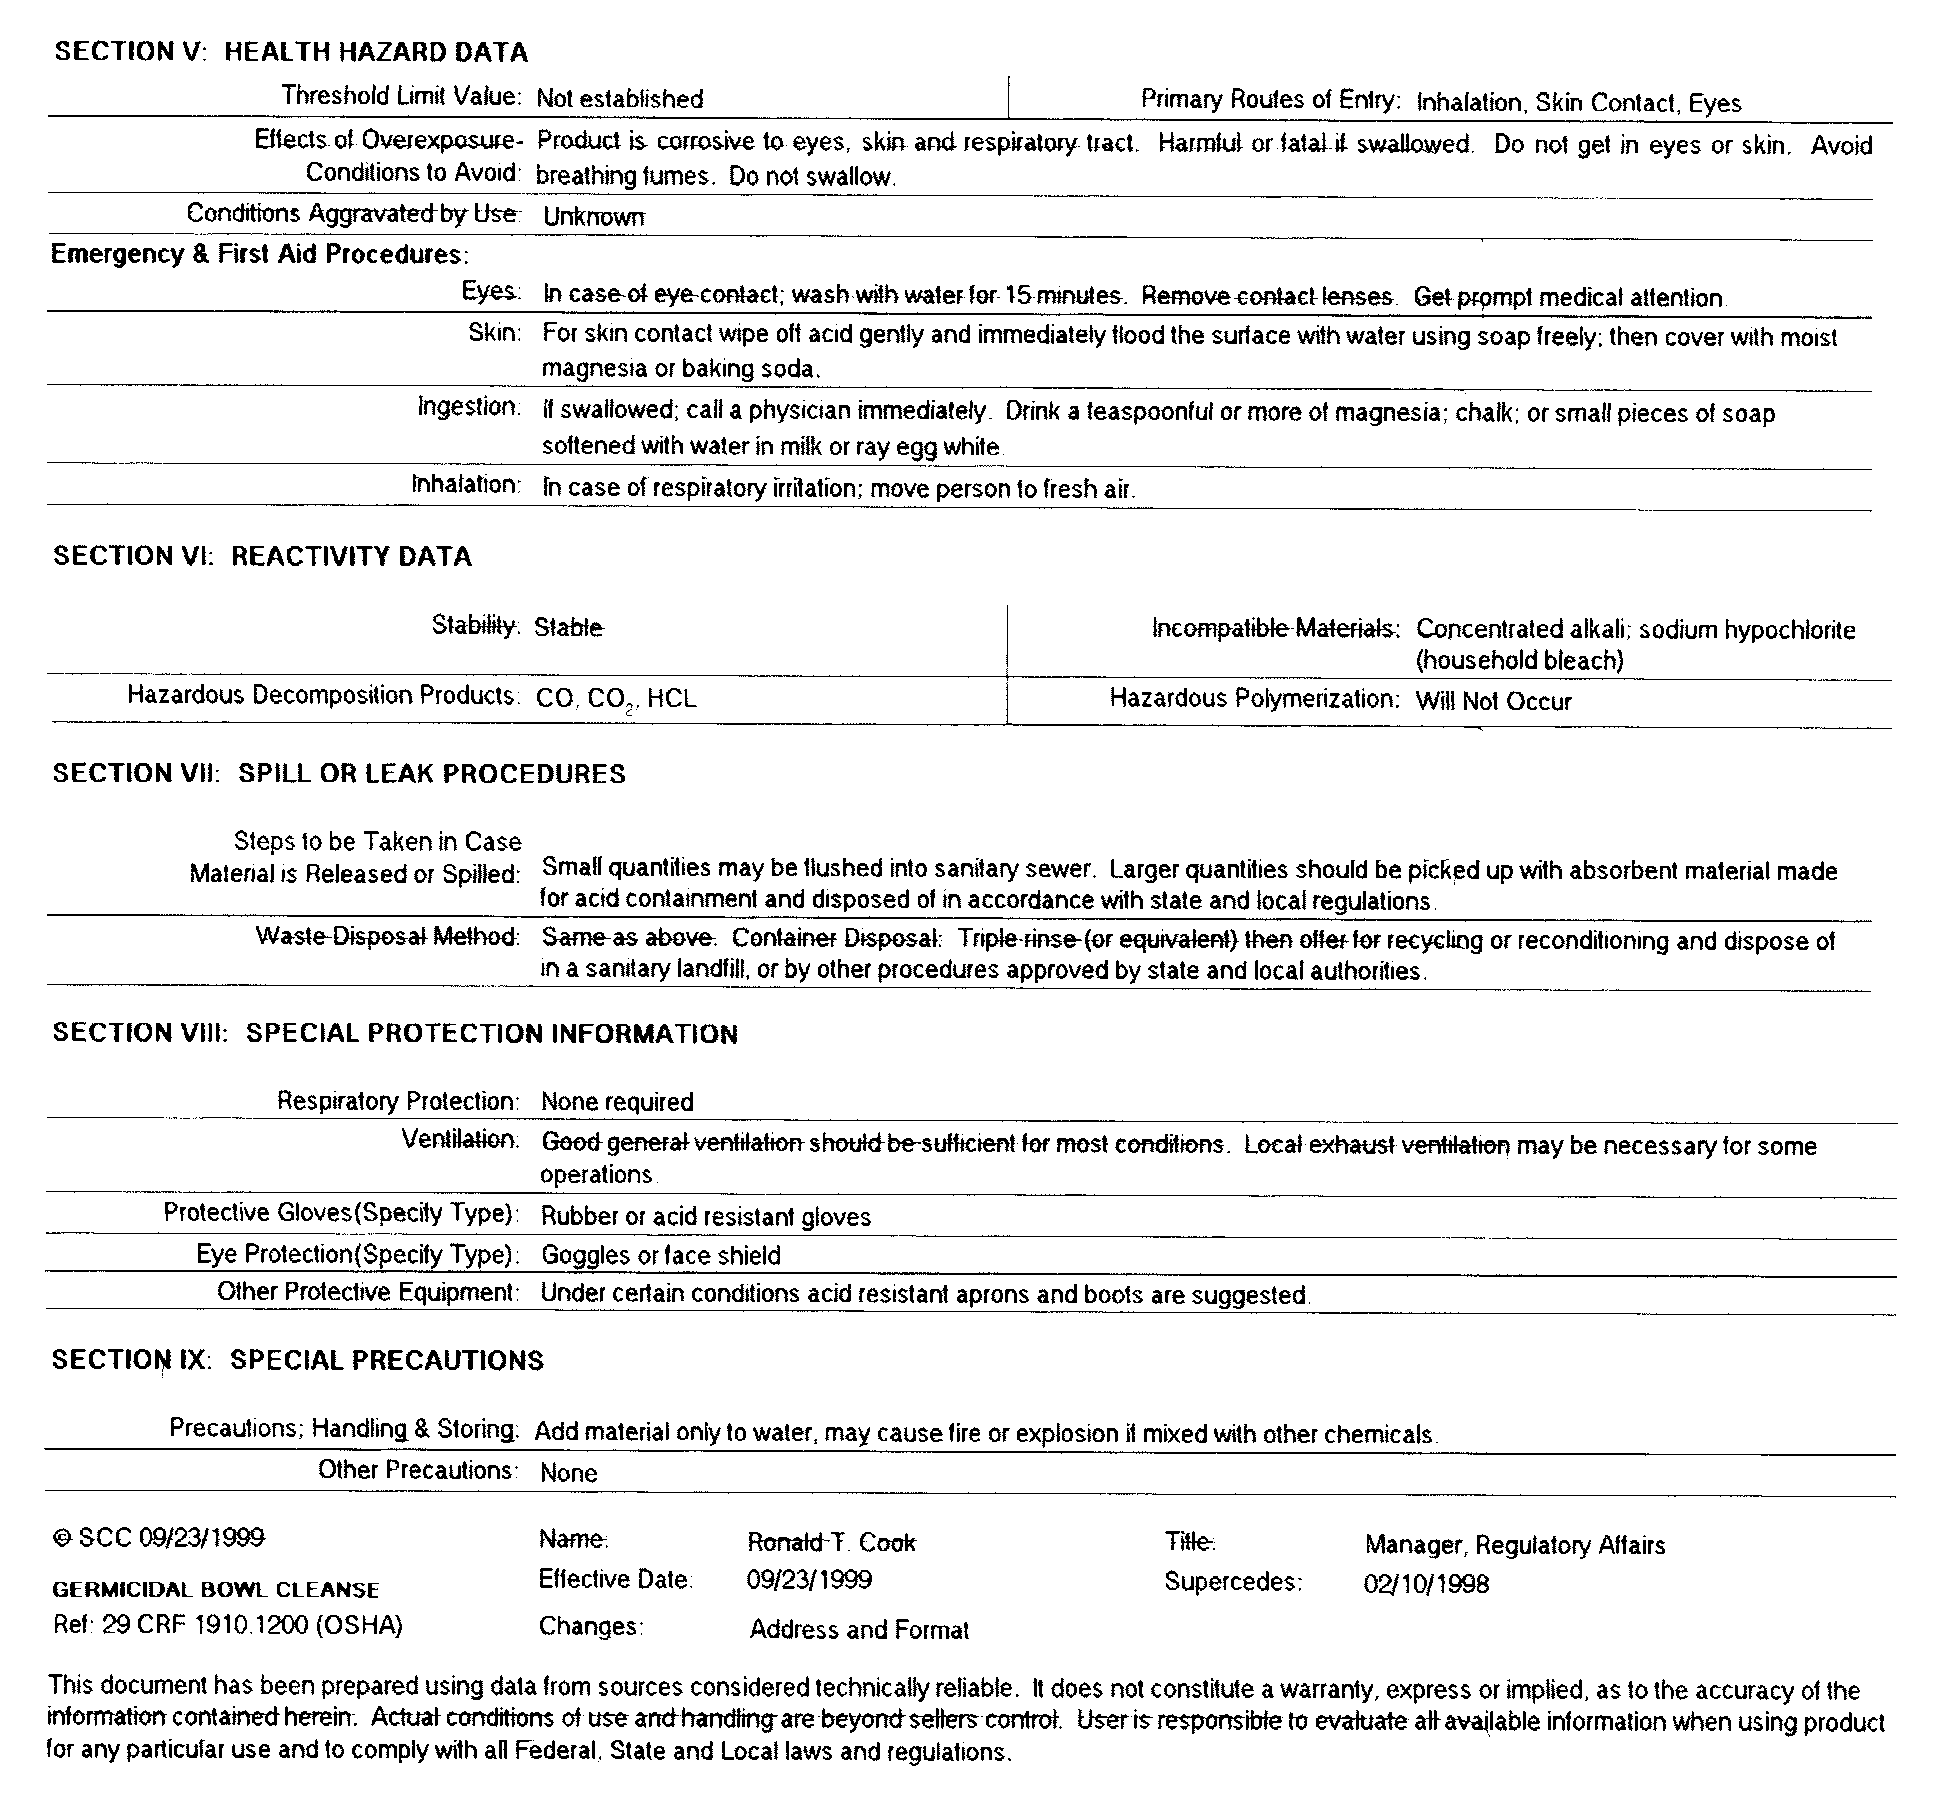 SECTION V: HEALTH HAZARD DATA
Threshold Limit Value: Not established Primary Routes of Entry: Inhalation, Skin Contact, Eyes
Effects of Overexposure- Product is corrosive to eyes, skin and respiratory tract. Harmful or fatal if swallowed. Do not get in eyes or skin. Avoid
Conditions to Avoid: breathing fumes. Do not swallow.
Conditions Aggravated by Use: Unknown
Emergency & First Aid Procedures:
Eyes: In case of eye contact; wash with water for 15 minutes. Remove contact lenses. Get prompt medical attention.
Skin: For skin contact wipe off acid gently and immediately flood the surface with water using soap freely; then cover with moist
magnesia or baking soda.
Ingestion: If swallowed; call a physician immediately. Drink a teaspoonful or more of magnesia; chalk; or small pieces of soap
softened with water in milk or ray egg white.
Inhalation: In case of respiratory irritation; move person to fresh air.
SECTION VI: REACTIVITY DATA
Stability: Stable Incompatible Materials: Concentrated alkali; sodium hypochlorite
(household bleach)
Hazardous Decomposition Products: CO, CO2, HCL Hazardous Polymerization: Will Not Occur
SECTION VII: SPILL OR LEAK PROCEDURES
Steps to be Taken in Case
Material is Released or Spilled: Small quantities may be flushed into sanitary sewer. Larger quantities should be picked up with absorbent material made
for acid containment and disposed of in accordance with state and local regulations.
Waste Disposal Method: Same as above. Container Disposal: Triple rinse (or equivalent) then offer for recycling or reconditioning and dispose of
in a sanitary landfill, or by other procedures approved by state and local authorities.
SECTION VIII: SPECIAL PROTECTION INFORMATION
Respiratory Protection: None required
Ventilation: Good general ventilation should be sufficient for most conditions. Local exhaust ventilation may be necessary for some
operations.
Protective Gloves(Specify Type): Rubber or acid resistant gloves
Eye Protection(Specify Type): Goggles or face shield
Other Protective Equipment: Under certain conditions acid resistant aprons and boots are suggested.
SECTION IX: SPECIAL PRECAUTIONS
Precautions; Handling & Storing: Add material only to water, may cause fire or explosion if mixed with other chemicals.
Other Precautions: None
© SCC 09/23/1999 Name: Ronald T. Cook Title: Manager, Regulatory Affairs
GERMICIDAL BOWL CLEANSE Effective Date: 09/23/1999 Supercedes: 02/10/1998
Ref: 29 CRF 1910.1200 (OSHA) Changes: Address and Format
This document has been prepared using data from sources considered technically reliable. It does not constitute a warranty, express or implied, as to the accuracy of the
information contained herein. Actual conditions of use and handling are beyond sellers control. User is responsible to evaluate all available information when using product
for any particular use and to comply with all Federal, State and Local laws and regulations.